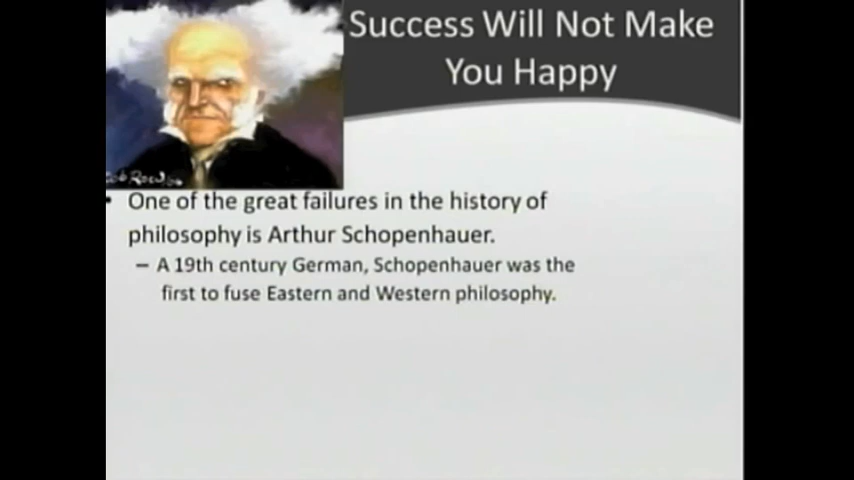 Success Will Not Make
You Happy
• One of the great failures in the history of
philosophy is Arthur Schopenhauer.
– A 19th century German, Schopenhauer was the
first to fuse Eastern and Western philosophy.